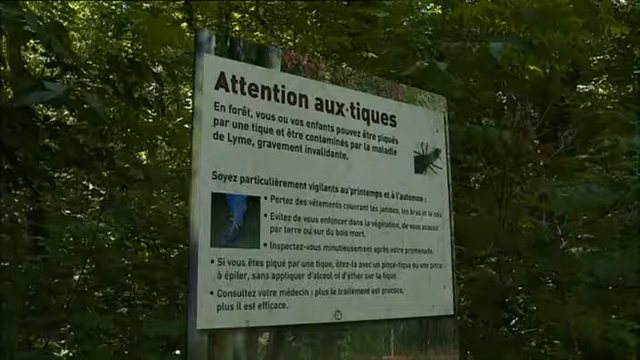 Attention aux tiques
En forêt, vous ou vos enfants pouvez être piqués
par une tique et être contaminés par la maladie
de Lyme, gravement invalidante.
Soyez particulièrement vigilants au printemps et à l'automne :
• Portez des vêtements couvrant les jambes, les bras et le cou
• Evitez de vous enfoncer dans la végétation, de vous asseoir
par terre ou sur du bois mort.
• Inspectez-vous minutieusement après votre promenade.
• Si vous êtes piqué par une tique, ôtez-là avec un pince-tique ou une pince
à épiler, sans appliquer d'alcool ni d'éther sur la tique.
• Consultez votre médecin : plus le traitement est précoce,
plus il est efficace.